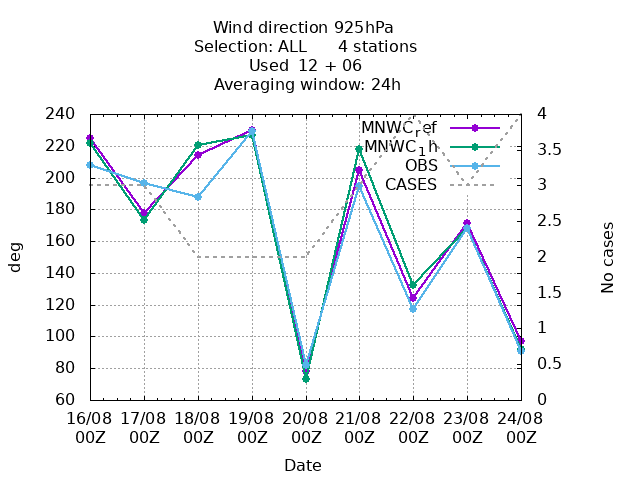 Wind direction 925hPa
Selection: ALL      4 stations
Used  12 + 06
Averaging window: 24h
240
220
200
180
160
140
120
100
80
60
4
3.5
3
2.5
2
1.5
1
0.5
0
MNWC_ref
MNWC_1h
OBS
CASES
deg
No cases
16/08 17/08 18/08 19/08 20/08 21/08 22/08 23/08 24/08
00Z 00Z 00Z 00Z 00Z 00Z 00Z 00Z 00Z
Date